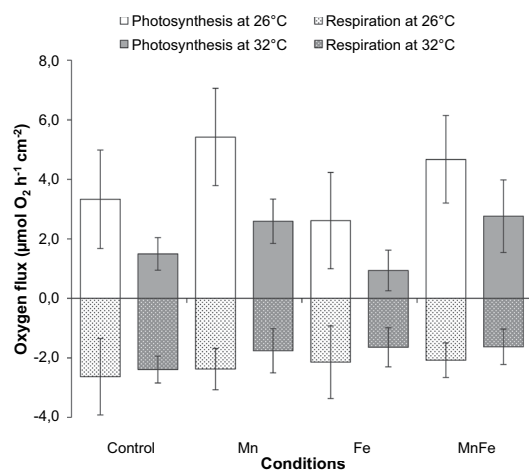 Photosynthesis at 26°C Respiration at 26°C
Photosynthesis at 32°C Respiration at 32°C
Oxygen flux (µmol O₂ h⁻¹ cm⁻²)
8,0
6,0
4,0
2,0
0,0
-2,0
-4,0
Control Mn Fe MnFe
Conditions